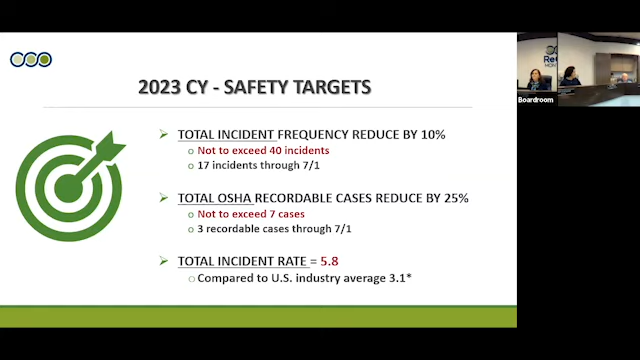 2023 CY - SAFETY TARGETS
TOTAL INCIDENT FREQUENCY REDUCE BY 10%
Not to exceed 40 incidents
17 incidents through 7/1
TOTAL OSHA RECORDABLE CASES REDUCE BY 25%
Not to exceed 7 cases
3 recordable cases through 7/1
TOTAL INCIDENT RATE = 5.8
Compared to U.S. industry average 3.1*
Boardroom